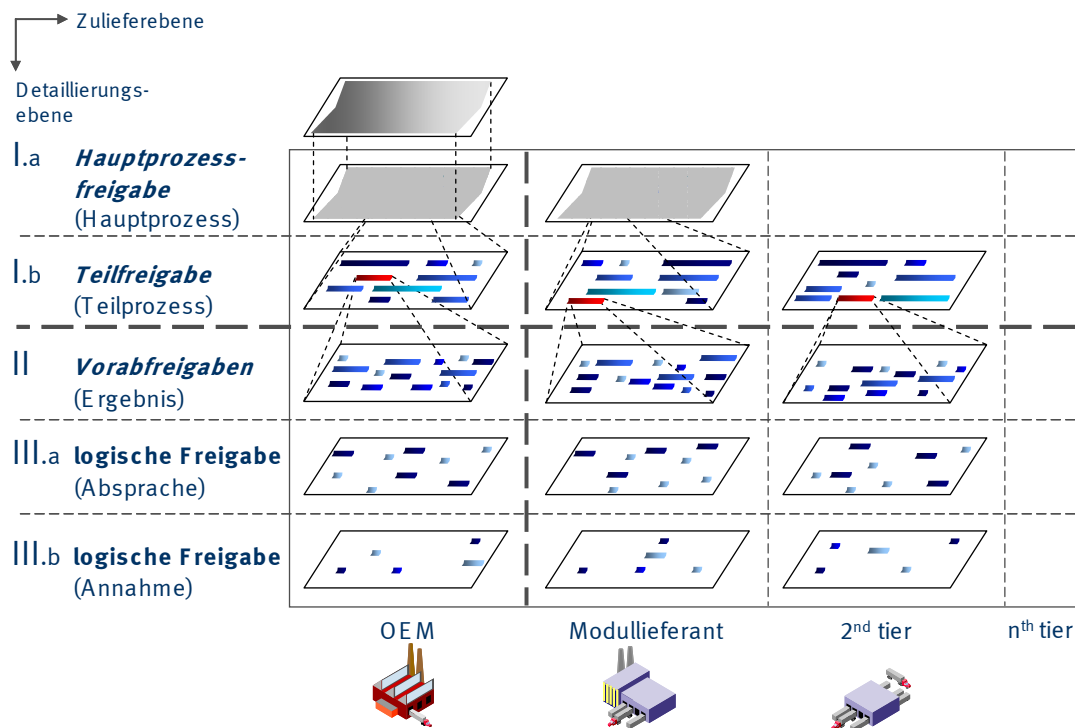 Zulieferebene
Detaillierungs-
ebene
I.a Hauptprozess-
freigabe
(Hauptprozess)
I.b Teilfreigabe
(Teilprozess)
II Vorabfreigaben
(Ergebnis)
III.a logische Freigabe
(Absprache)
III.b logische Freigabe
(Annahme)
OEM Modullieferant 2nd tier nth tier